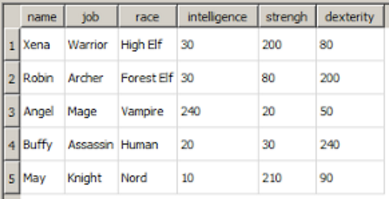 name job race intelligence strengh dexterity
1 Xena Warrior High Elf 30 200 80
2 Robin Archer Forest Elf 30 80 200
3 Angel Mage Vampire 240 20 50
4 Buffy Assassin Human 20 30 240
5 May Knight Nord 10 210 90